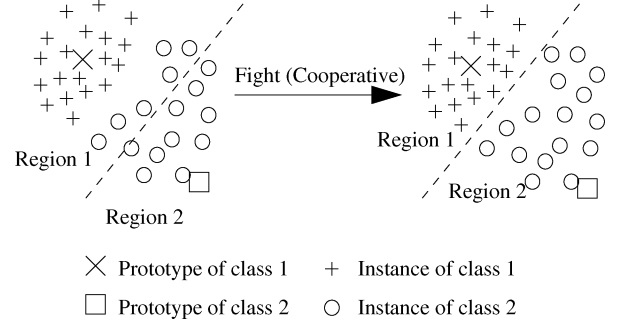 Fight (Cooperative)
Region 1
Region 2
Region 1
Region 2
Prototype of class 1
Instance of class 1
Prototype of class 2
Instance of class 2